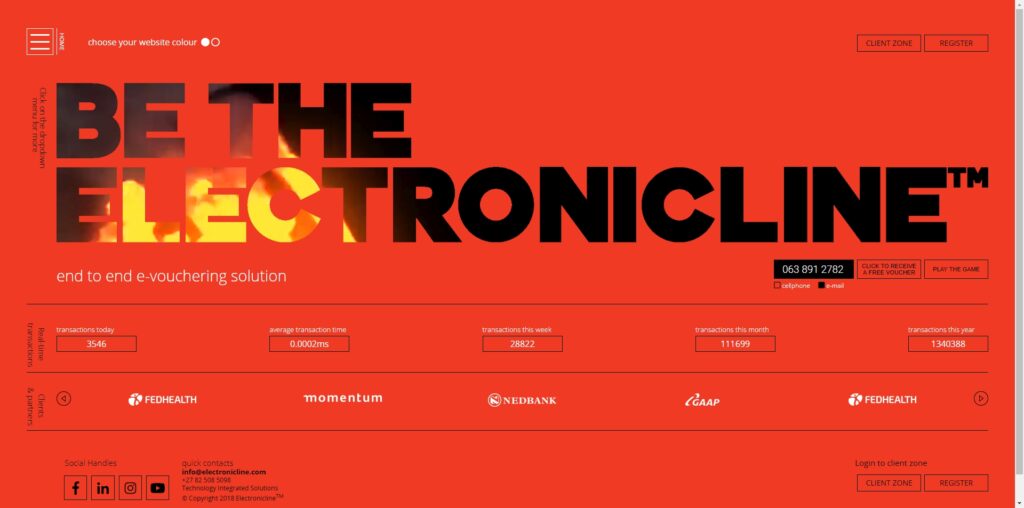 HOME
choose your website colour
CLIENT ZONE
REGISTER
Click on the dropdown
menu for more
BE THE
ELECTRONICLINE™
end to end e-vouchering solution
063 891 2782
CLICK TO RECEIVE
A FREE VOUCHER
PLAY THE GAME
cellphone
e-mail
Real time
transactions
transactions today
3546
average transaction time
0.0002ms
transactions this week
28822
transactions this month
111699
transactions this year
1340388
Clients
& partners
FEDHEALTH
momentum
NEDBANK
GAAP
FEDHEALTH
Social Handles
quick contacts
info@electronicline.com
+27 82 508 5098
Technology Integrated Solutions
© Copyright 2018 Electronicline™
Login to client zone
CLIENT ZONE
REGISTER